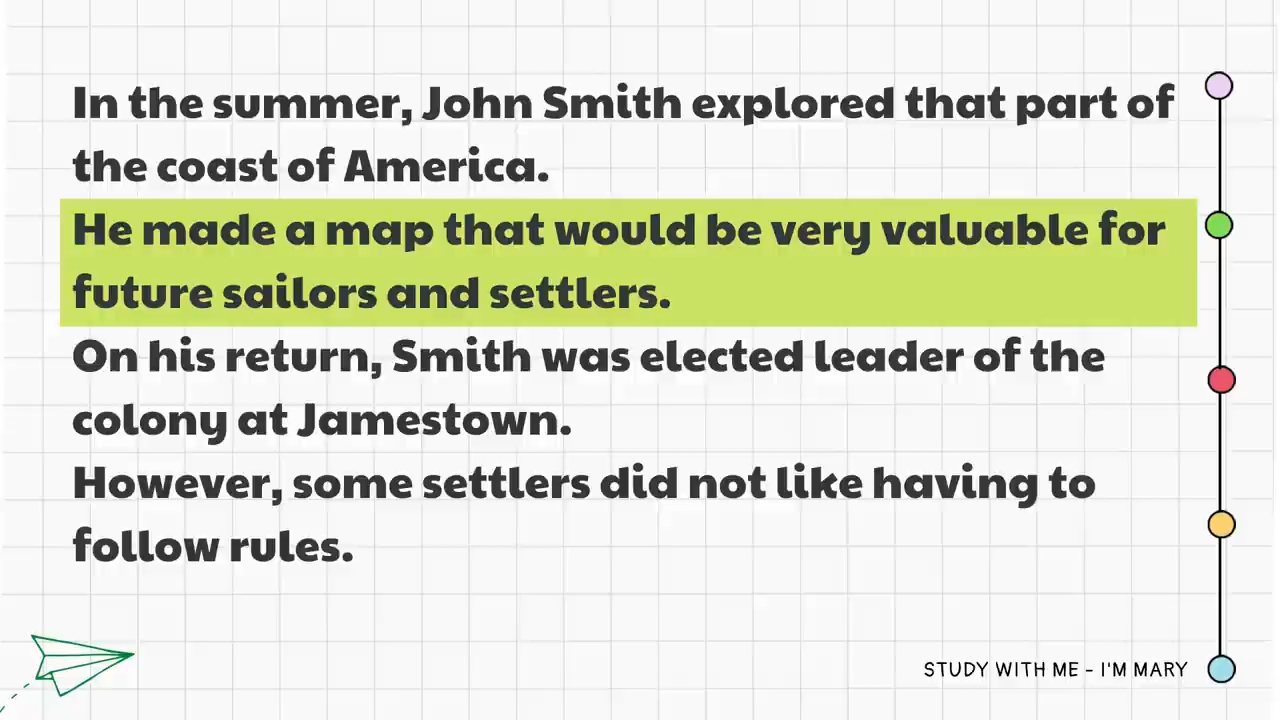 In the summer, John Smith explored that part of
the coast of America.
He made a map that would be very valuable for
future sailors and settlers.
On his return, Smith was elected leader of the
colony at Jamestown.
However, some settlers did not like having to
follow rules.
STUDY WITH ME - I'M MARY